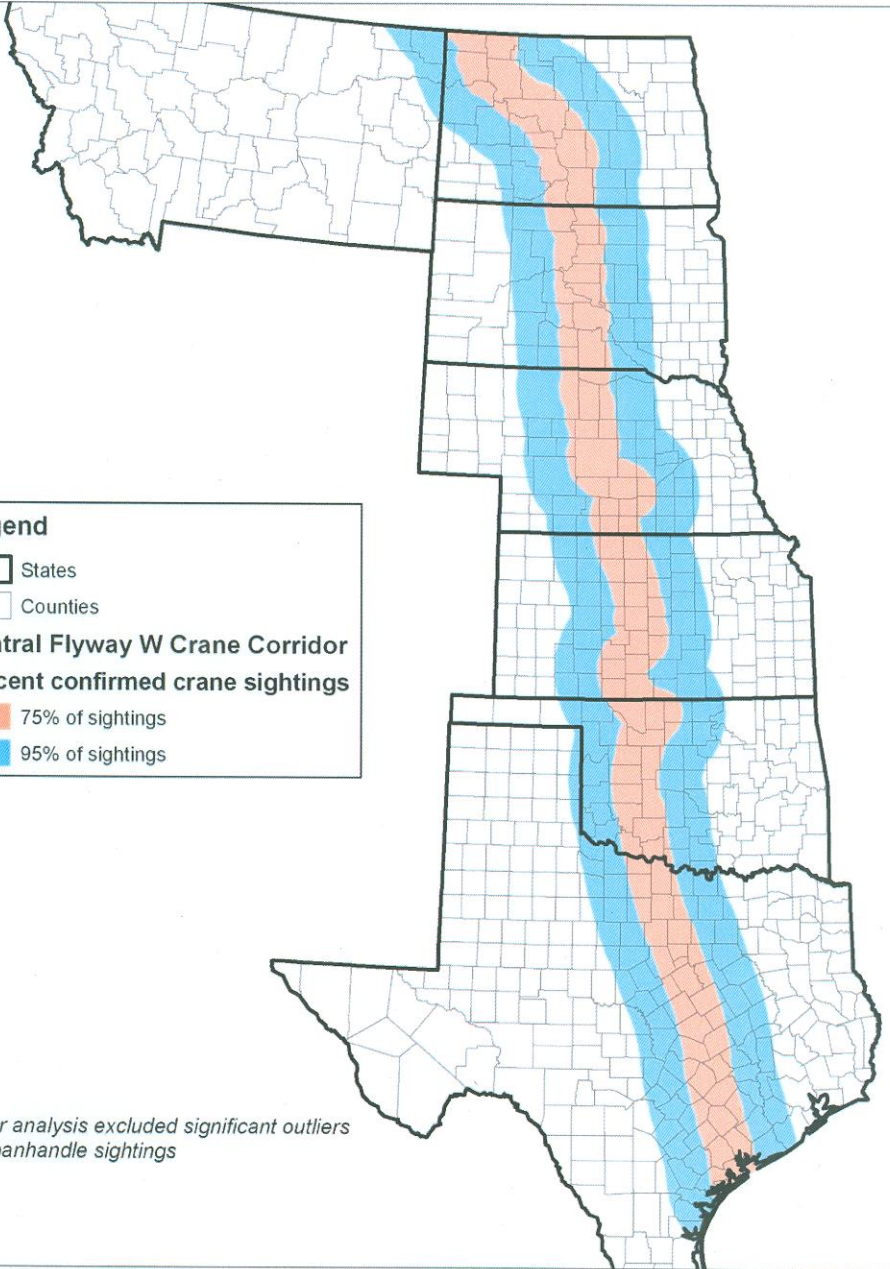 gend
States
Counties
ntral Flyway W Crane Corridor
cent confirmed crane sightings
75% of sightings
95% of sightings
r analysis excluded significant outliers
panhandle sightings